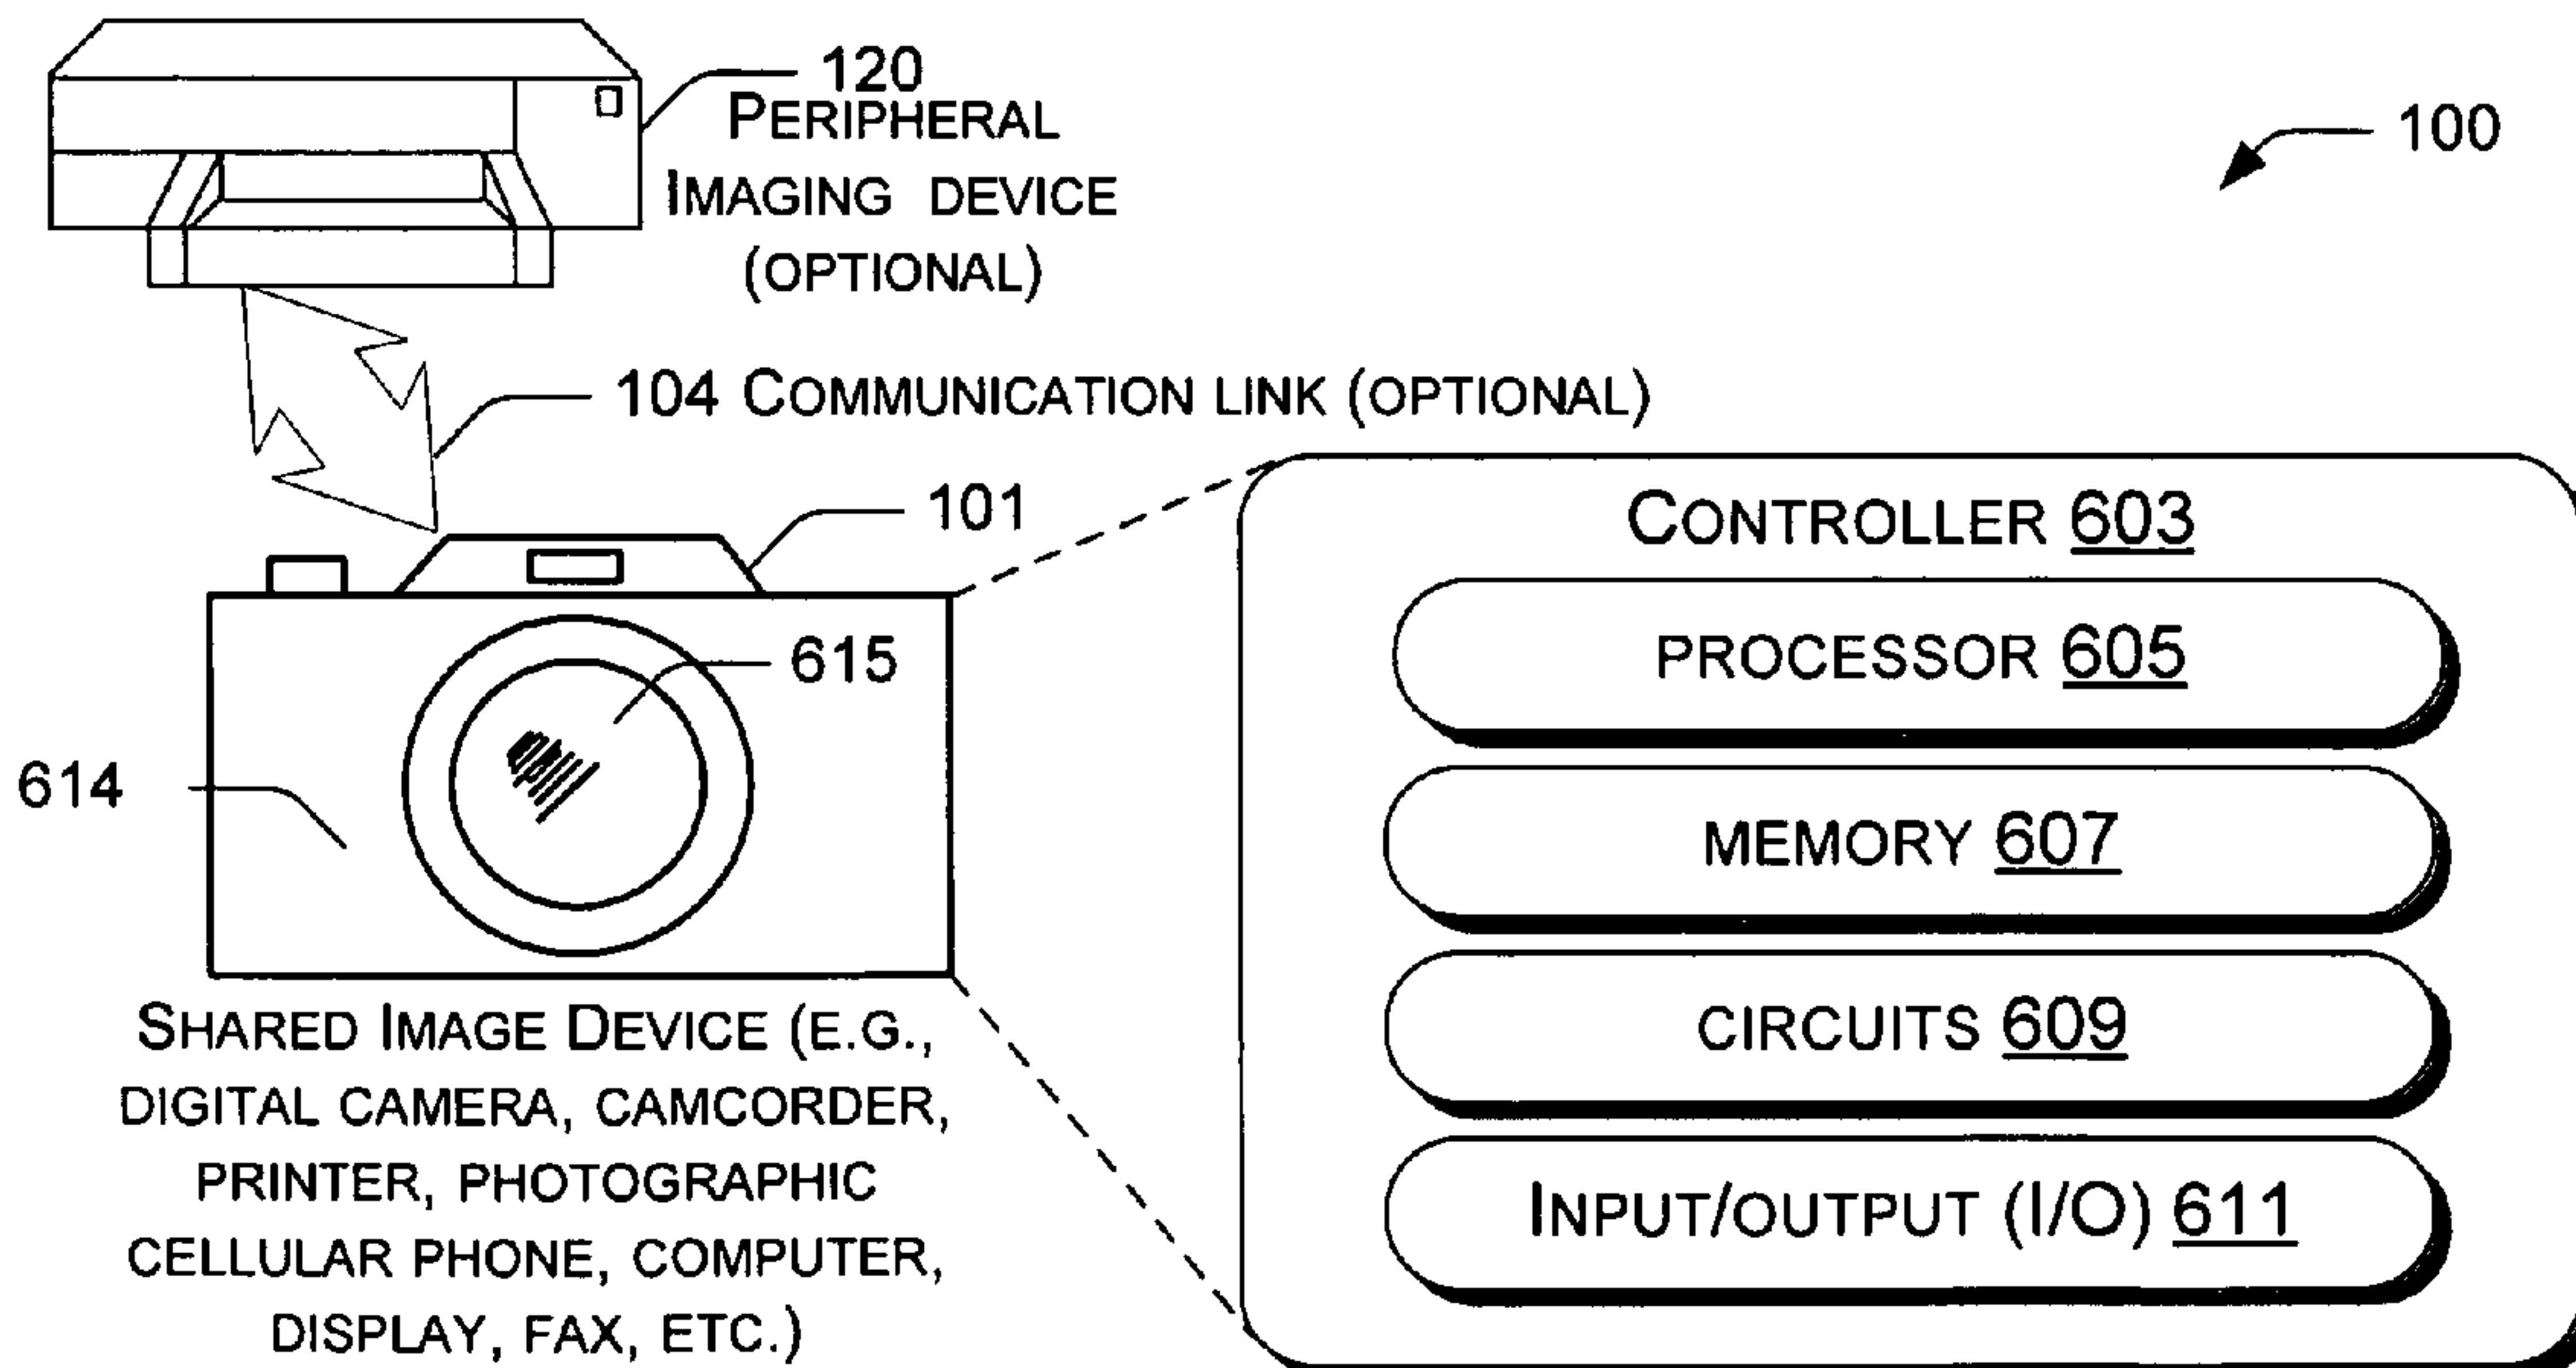 120
PERIPHERAL
IMAGING DEVICE
(OPTIONAL)
100
104 COMMUNICATION LINK (OPTIONAL)
101
615
614
SHARED IMAGE DEVICE (E.G.,
DIGITAL CAMERA, CAMCORDER,
PRINTER, PHOTOGRAPHIC
CELLULAR PHONE, COMPUTER,
DISPLAY, FAX, ETC.)
CONTROLLER 603
PROCESSOR 605
MEMORY 607
CIRCUITS 609
INPUT/OUTPUT (I/O) 611